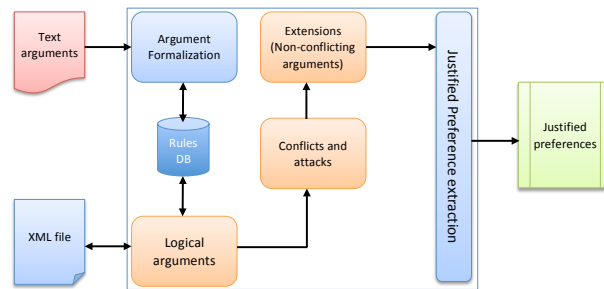 Text
arguments
Argument
Formalization
Extensions
(Non-conflicting
arguments)
Justified Preference extraction
Justified
preferences
Rules
DB
Conflicts and
attacks
XML file
Logical
arguments